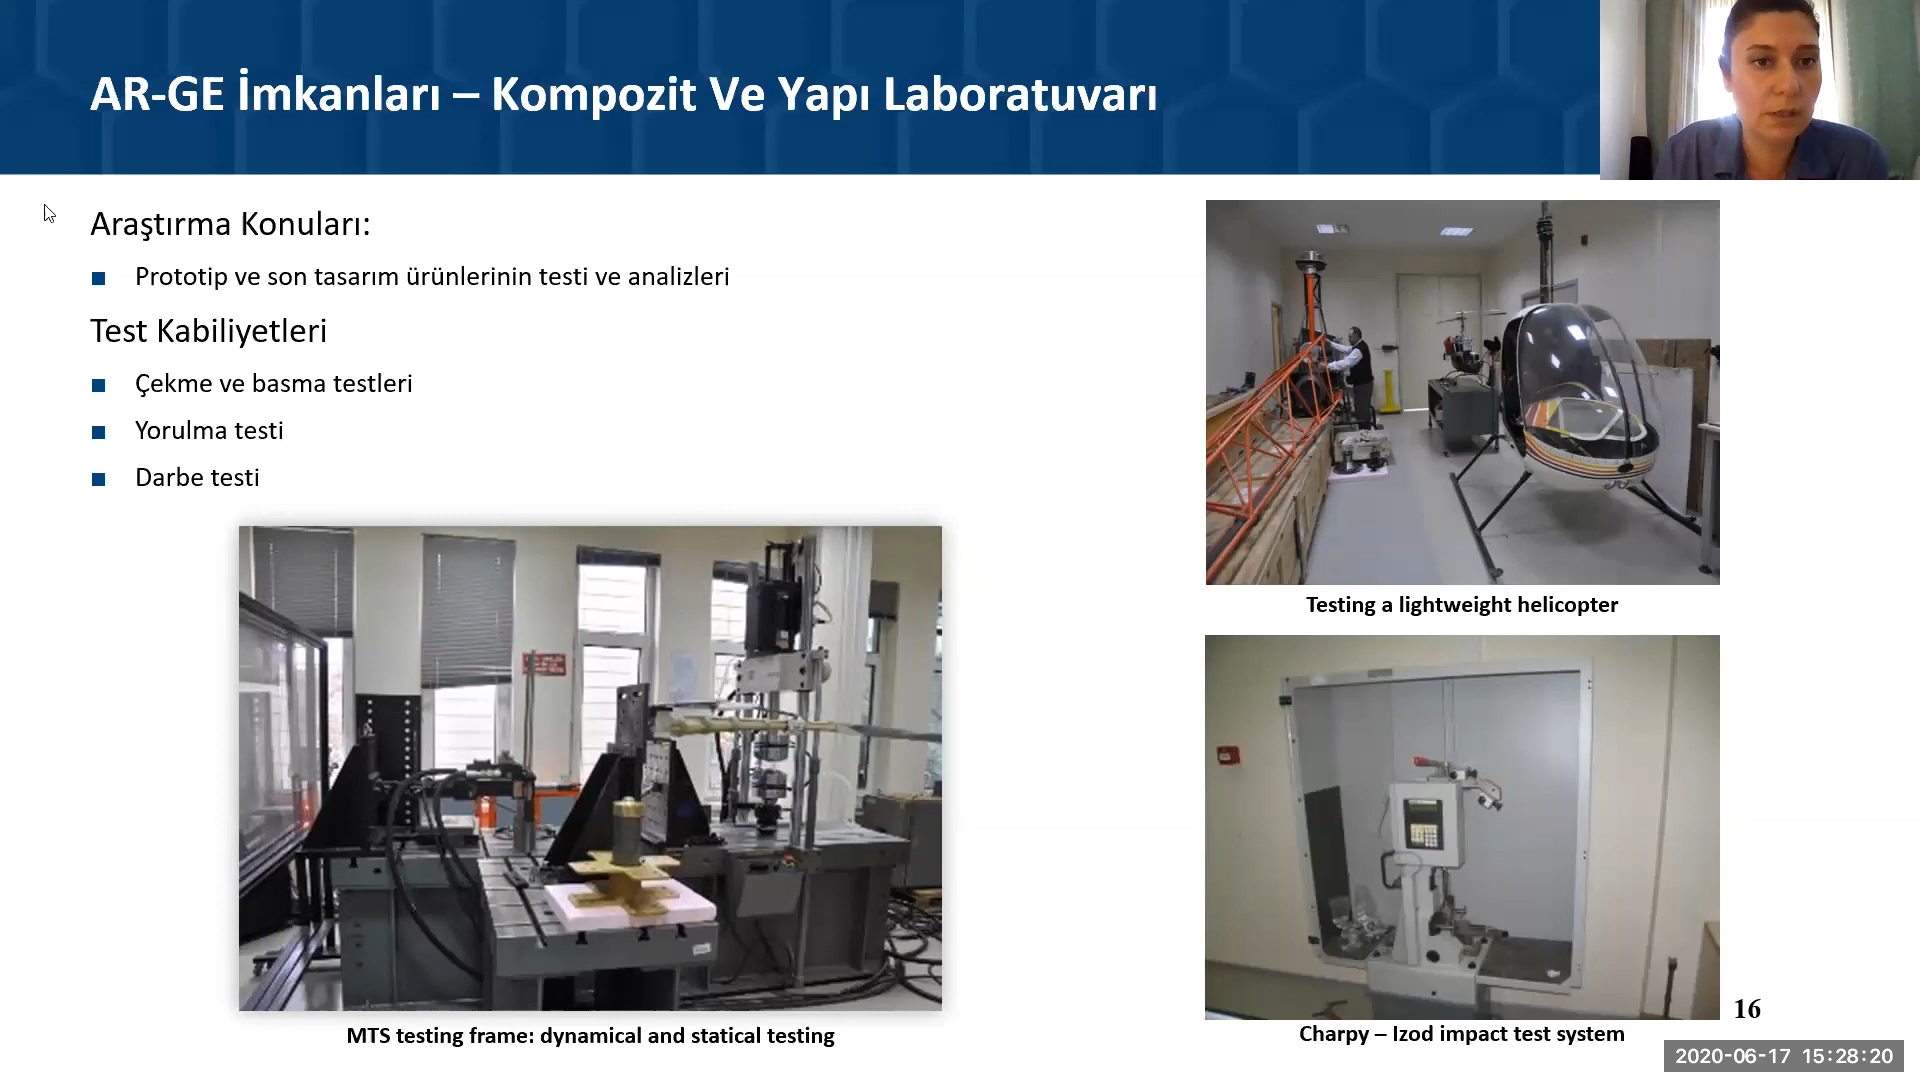 AR-GE İmkanları – Kompozit Ve Yapı Laboratuvarı
Araştırma Konuları:
Prototip ve son tasarım ürünlerinin testi ve analizleri
Test Kabiliyetleri
Çekme ve basma testleri
Yorulma testi
Darbe testi
MTS testing frame: dynamical and statical testing
Testing a lightweight helicopter
Charpy – Izod impact test system
16
2020-06-17 15:28:20